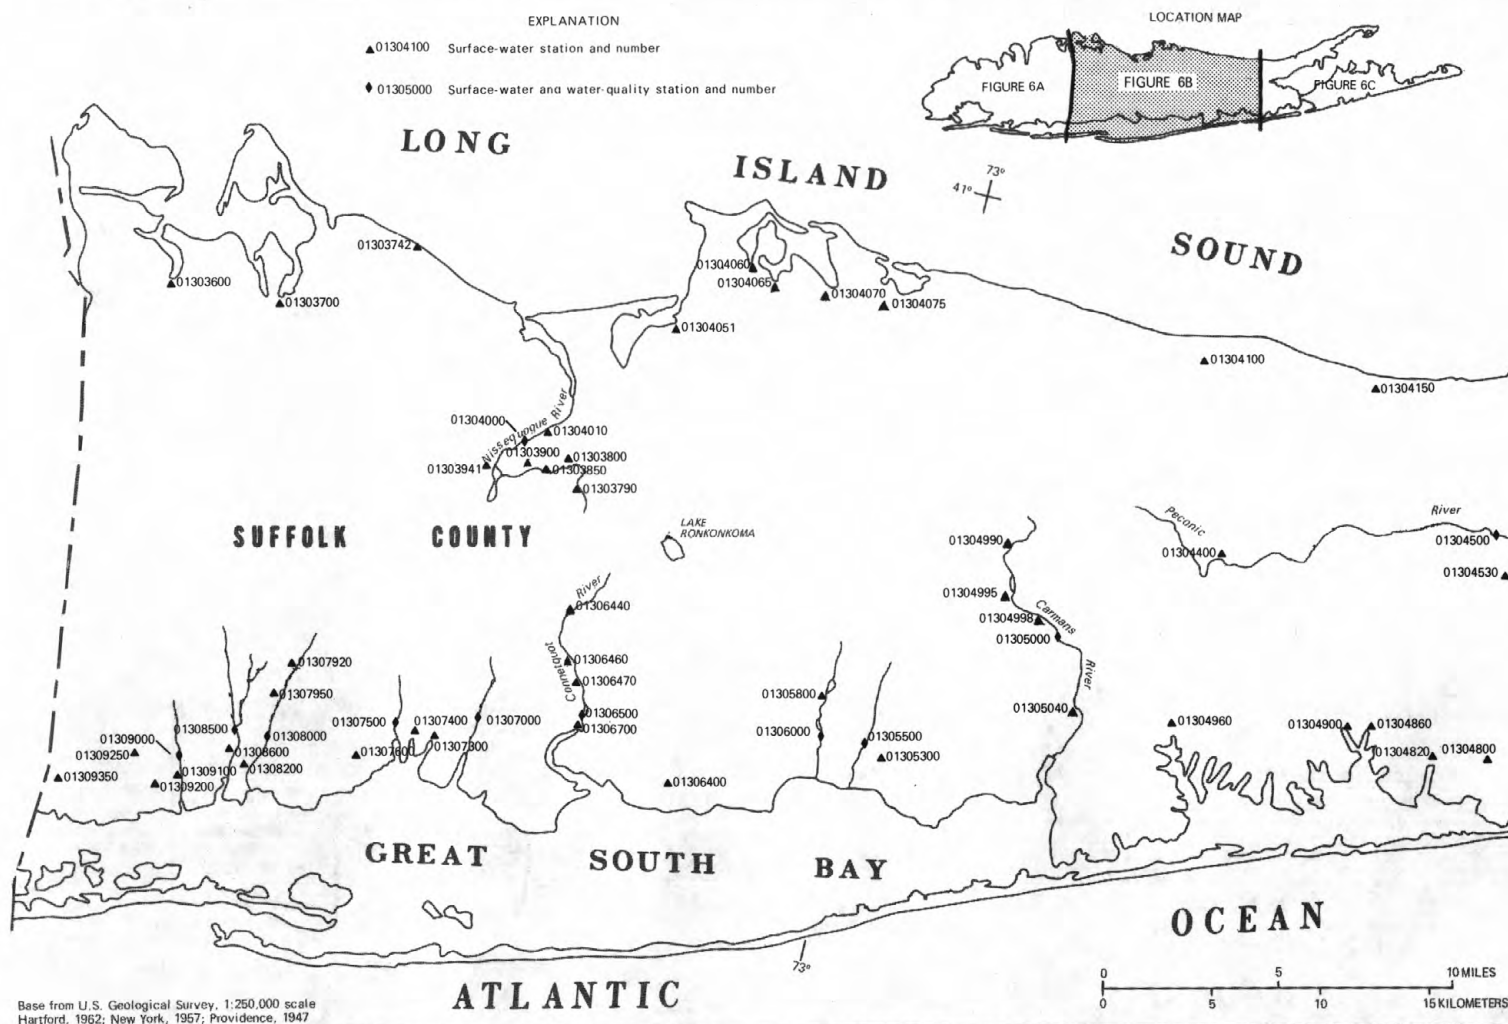 EXPLANATION
01304100 Surface-water station and number
01305000 Surface-water and water-quality station and number
LOCATION MAP
FIGURE 6A
FIGURE 6B
FIGURE 6C
LONG
ISLAND
SOUND
73°
41°
01303742
01303600
01303700
01304060
01304065
01304070
01304075
01304051
01304100
01304150
Nissequogue River
01304000
01304010
01303900
01303800
01303941
01303850
01303790
SUFFOLK COUNTY
LAKE
RONKONKOMA
Peconic
River
01304990
01304400
01304500
01304530
01304995
01304998
Carmans
01305000
River
River
01306440
Connetquot
01306460
01306470
01306500
01306700
01307920
01307950
01307500
01307400
01307000
01305800
01305040
01304960
01304900
01304860
01309000
01308500
01308000
01309250
01308600
01307600
01307300
01306000
01305500
01305300
01304820
01304800
01309350
01309100
01308200
01309200
01306400
GREAT SOUTH BAY
OCEAN
73°
ATLANTIC
0 5 10 MILES
0 5 10 15 KILOMETERS
Base from U.S. Geological Survey, 1:250,000 scale
Hartford, 1962; New York, 1957; Providence, 1947